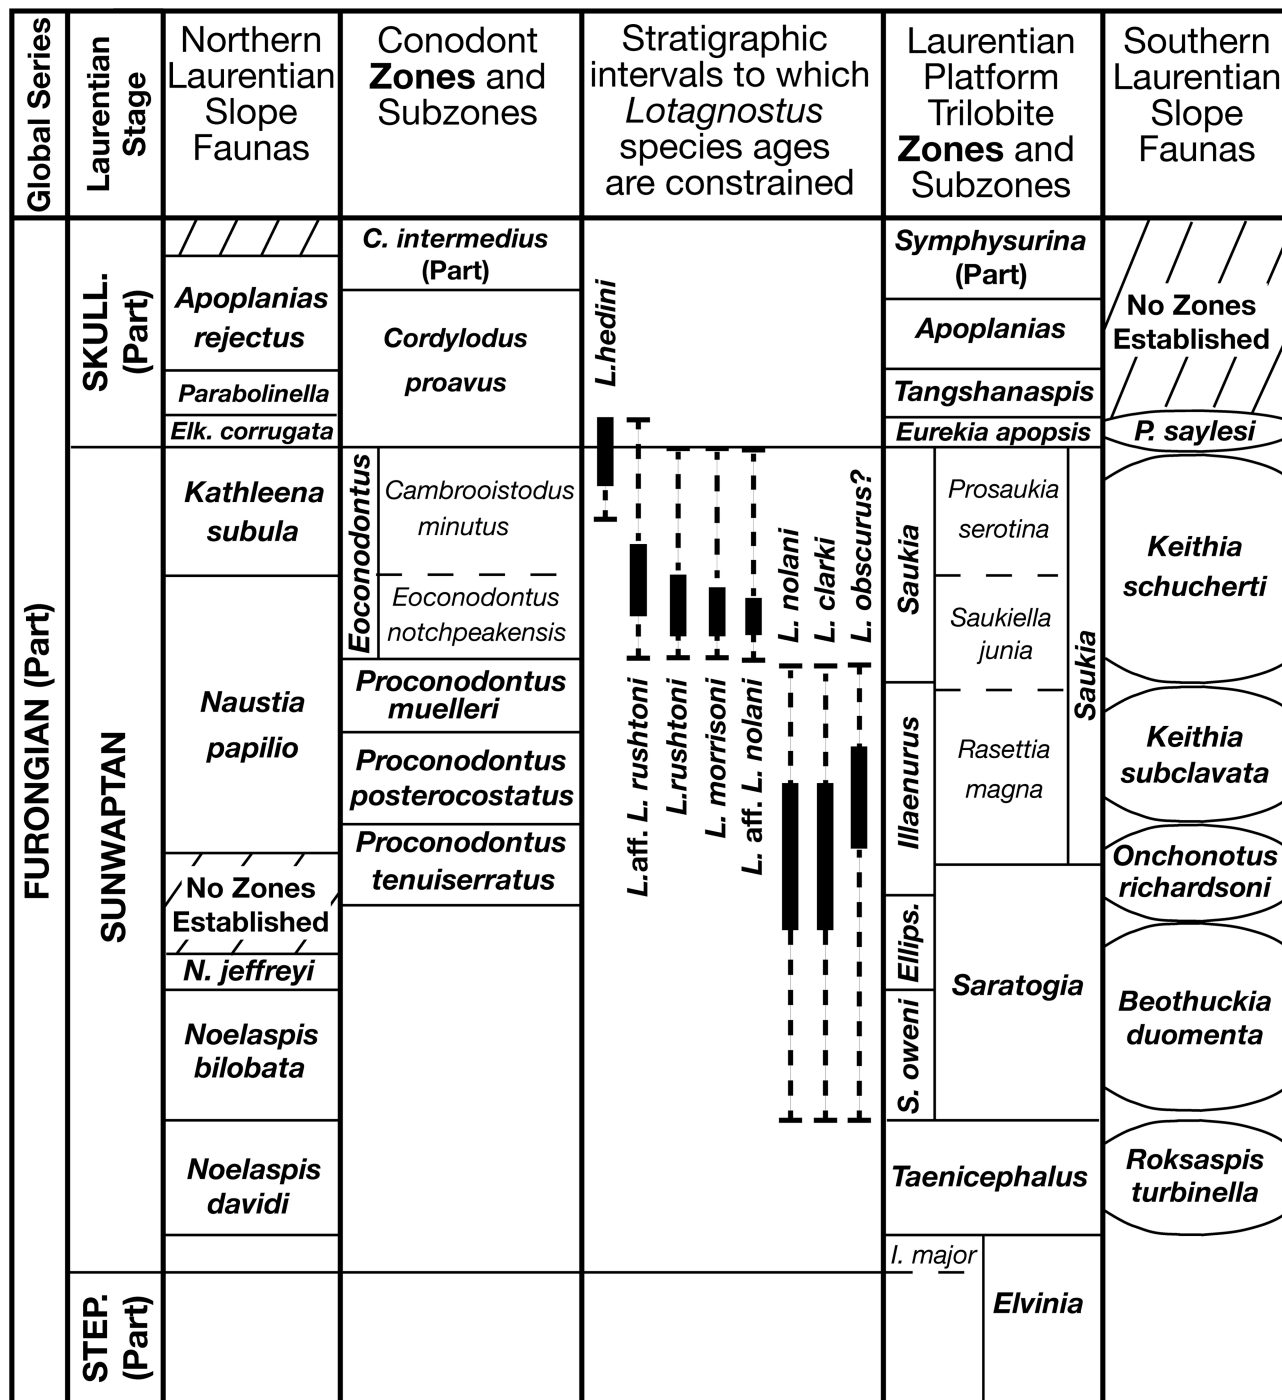 Global Series
Laurentian
Stage
Northern
Laurentian
Slope
Faunas
Conodont
Zones and
Subzones
Stratigraphic
intervals to which
Lotagnostus
species ages
are constrained
Laurentian
Platform
Trilobite
Zones and
Subzones
Southern
Laurentian
Slope
Faunas
FURONGIAN (Part)
SKULL.
(Part)
SUNWAPTAN
STEP.
(Part)
Apoplanias
rejectus
Parabolinella
Elk. corrugata
Kathleena
subula
Naustia
papilio
No Zones
Established
N. jeffreyi
Noelaspis
bilobata
Noelaspis
davidi
C. intermedius
(Part)
Cordylodus
proavus
Eoconodontus
Cambrooistodus
minutus
Eoconodontus
notchpeakensis
Proconodontus
muelleri
Proconodontus
posterocostatus
Proconodontus
tenuiserratus
L.hedini
L.aff. L. rushtoni
L.rushtoni
L. morrisoni
L. aff. L. nolani
L. nolani
L. clarki
L. obscurus?
Symphysurina
(Part)
Apoplanias
Tangshanaspis
Eurekia apopsis
Saukia
Prosaukia
serotina
Saukiella
junia
Saukia
Illaenurus
Rasettia
magna
Ellips.
S. oweni
Saratogia
Taenicephalus
I. major
Elvinia
No Zones
Established
P. saylesi
Keithia
schucherti
Keithia
subclavata
Onchonotus
richardsoni
Beothuckia
duomenta
Roksaspis
turbinella